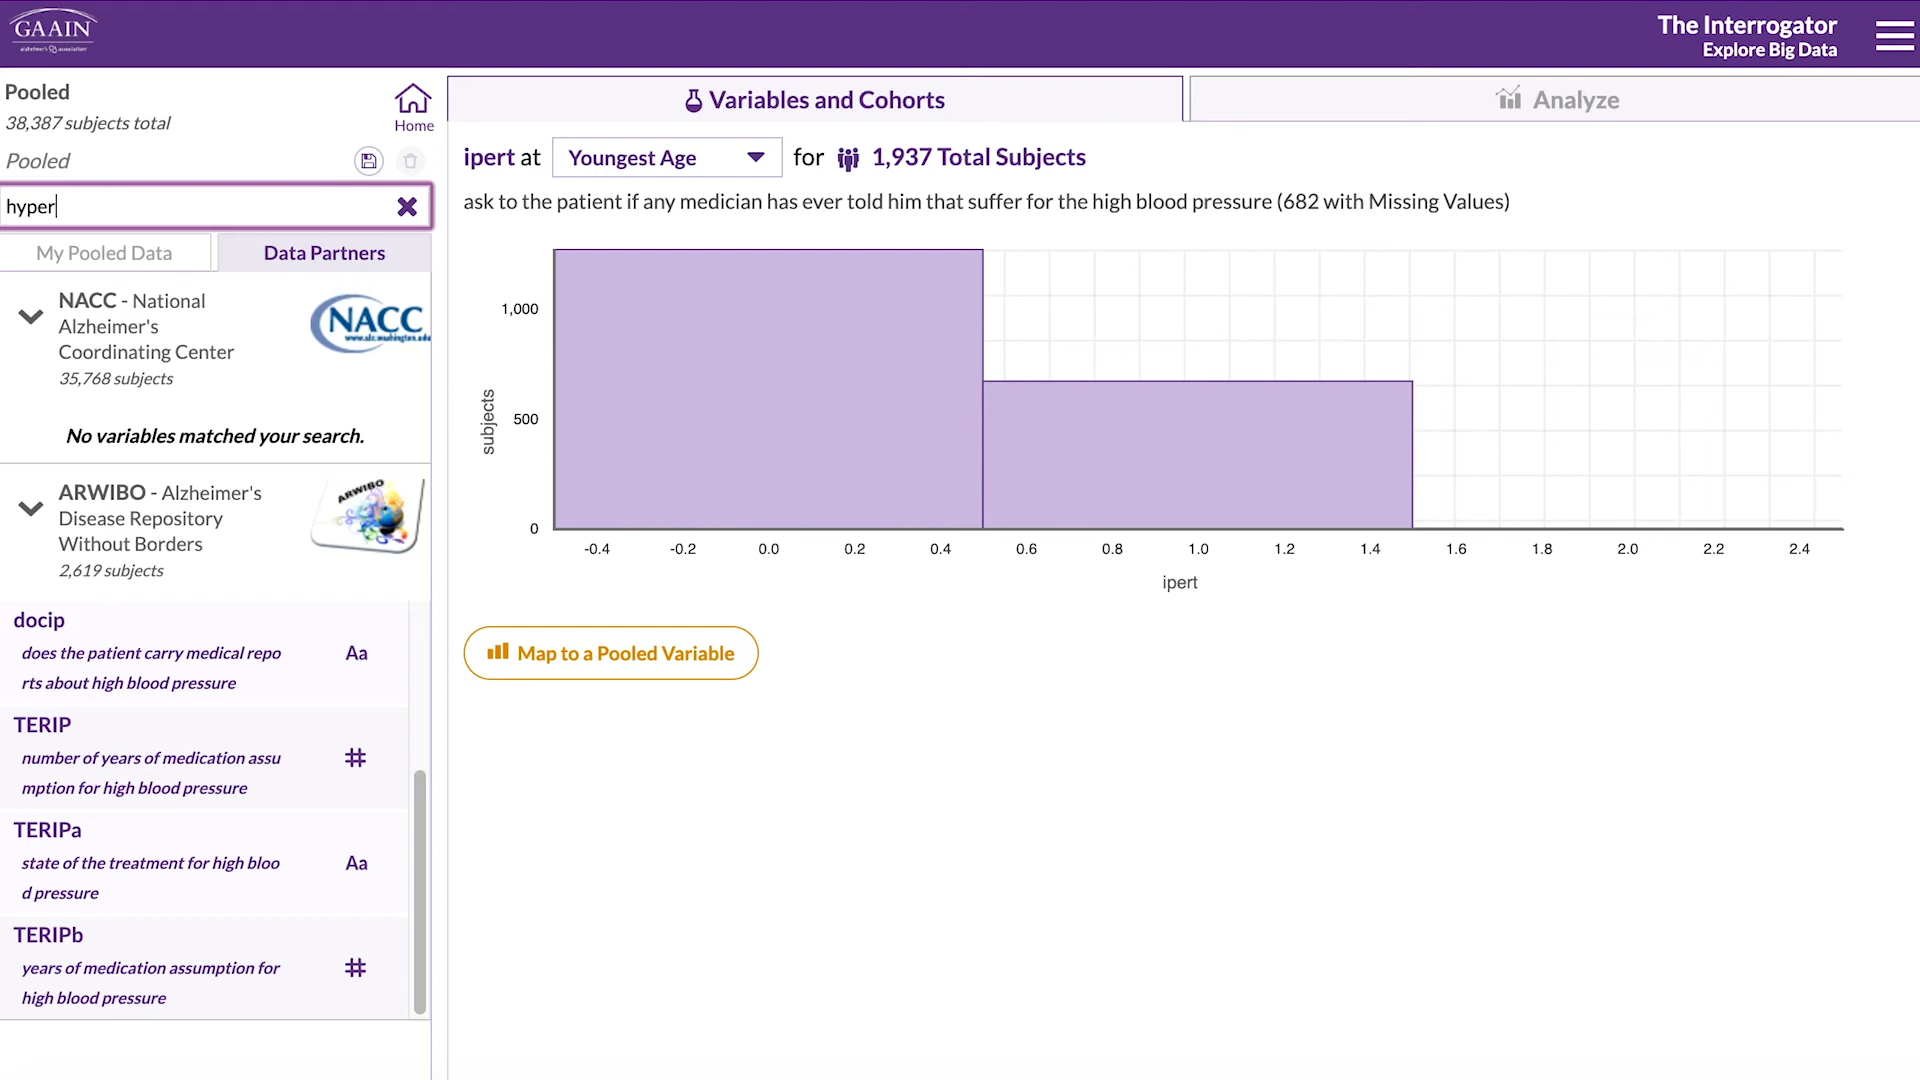 GAAIN
alzheimer's association
The Interrogator
Explore Big Data
Pooled
38,387 subjects total
Home
Pooled
hyper
My Pooled Data
Data Partners
NACC - National
Alzheimer's
Coordinating Center
35,768 subjects
NACC
www.alz.washington.edu
No variables matched your search.
ARWIBO - Alzheimer's
Disease Repository
Without Borders
2,619 subjects
ARWIBO
docip
does the patient carry medical repo
rts about high blood pressure
Aa
TERIP
number of years of medication assu
mption for high blood pressure
#
TERIPa
state of the treatment for high bloo
d pressure
Aa
TERIPb
years of medication assumption for
high blood pressure
#
Variables and Cohorts
Analyze
ipert at Youngest Age for 1,937 Total Subjects
ask to the patient if any medician has ever told him that suffer for the high blood pressure (682 with Missing Values)
1,000
500
0
subjects
-0.4 -0.2 0.0 0.2 0.4 0.6 0.8 1.0 1.2 1.4 1.6 1.8 2.0 2.2 2.4
ipert
Map to a Pooled Variable